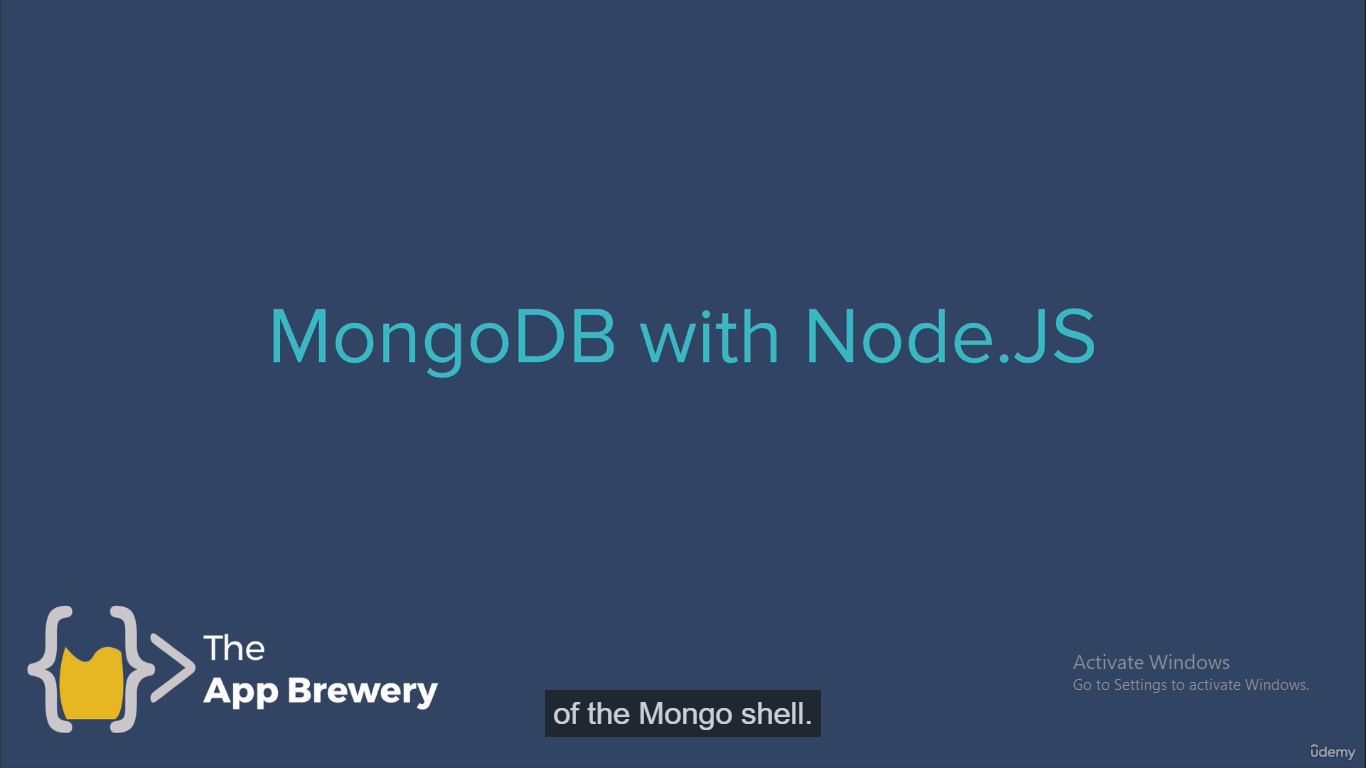 MongoDB with Node.JS
The
App Brewery
of the Mongo shell.
Activate Windows
Go to Settings to activate Windows.
ûdemy